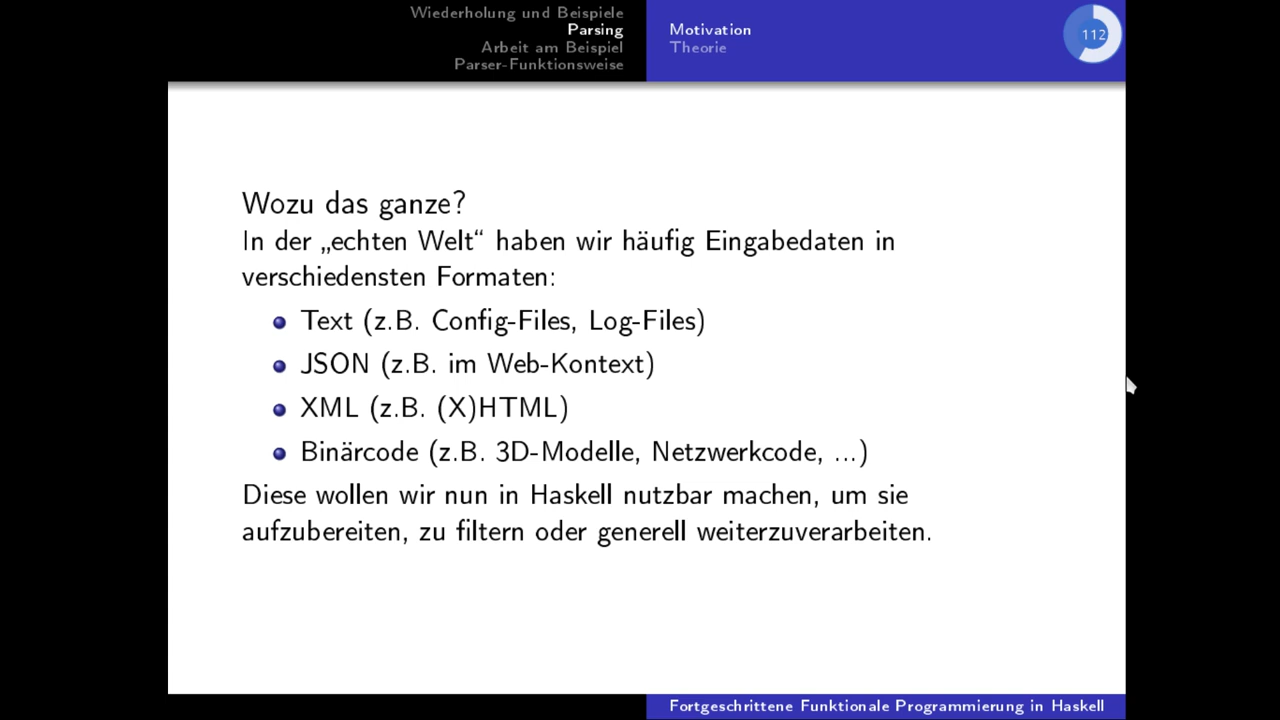 Wiederholung und Beispiele
Parsing
Arbeit am Beispiel
Parser-Funktionsweise
Motivation
Theorie
112
Wozu das ganze?
In der „echten Welt“ haben wir häufig Eingabedaten in
verschiedensten Formaten:
Text (z.B. Config-Files, Log-Files)
JSON (z.B. im Web-Kontext)
XML (z.B. (X)HTML)
Binärcode (z.B. 3D-Modelle, Netzwerkcode, ...)
Diese wollen wir nun in Haskell nutzbar machen, um sie
aufzubereiten, zu filtern oder generell weiterzuverarbeiten.
Fortgeschrittene Funktionale Programmierung in Haskell